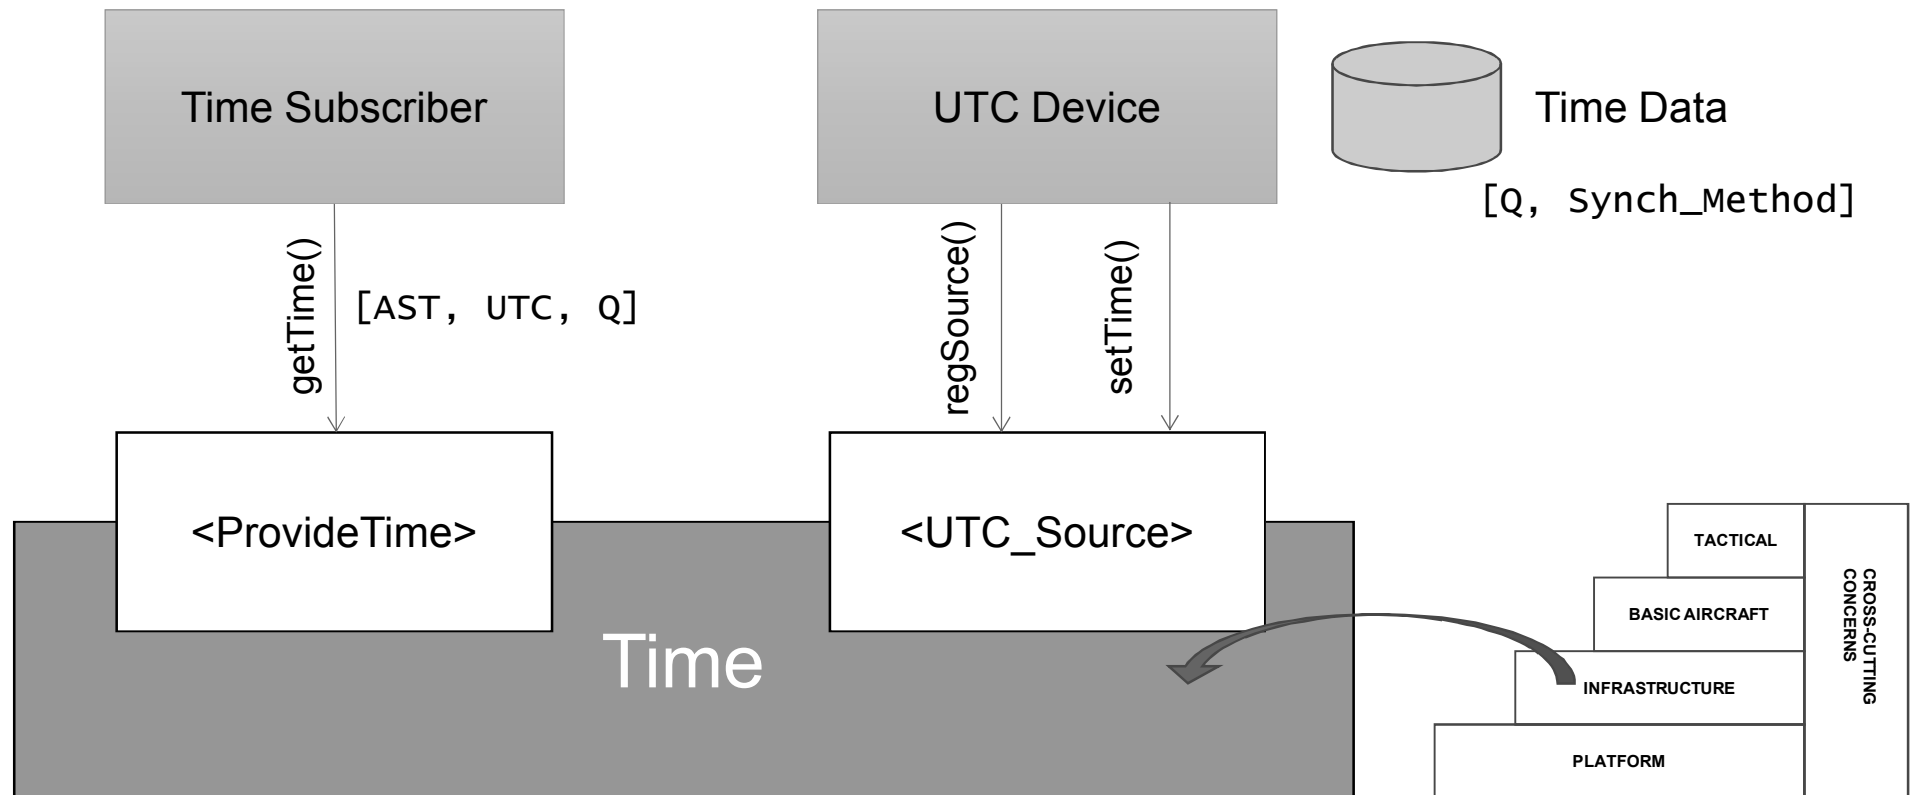 Time Subscriber
UTC Device
Time Data
[Q, Synch_Method]
getTime()
[AST, UTC, Q]
regSource()
setTime()
<ProvideTime>
<UTC_Source>
Time
TACTICAL
BASIC AIRCRAFT
INFRASTRUCTURE
PLATFORM
CROSS-CUTTING
CONCERNS